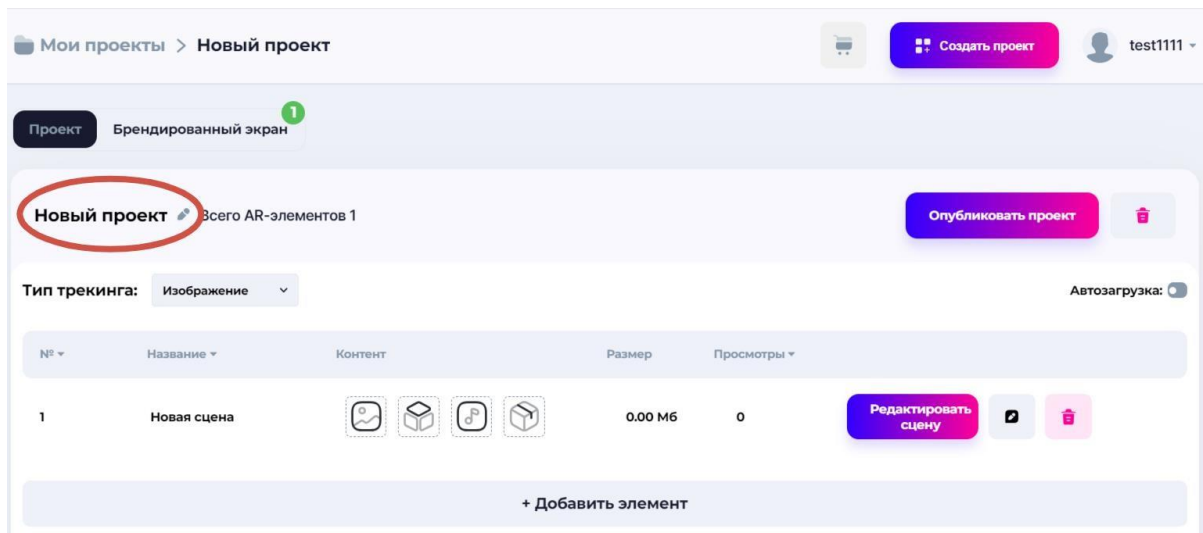 Мои проекты > Новый проект
Создать проект
test1111
Проект
Брендированный экран
1
Новый проект
Всего AR-элементов 1
Опубликовать проект
Тип трекинга:
Изображение
Автозагрузка:
№ Название Контент Размер Просмотры
1 Новая сцена 0.00 Мб 0
Редактировать
сцену
+ Добавить элемент